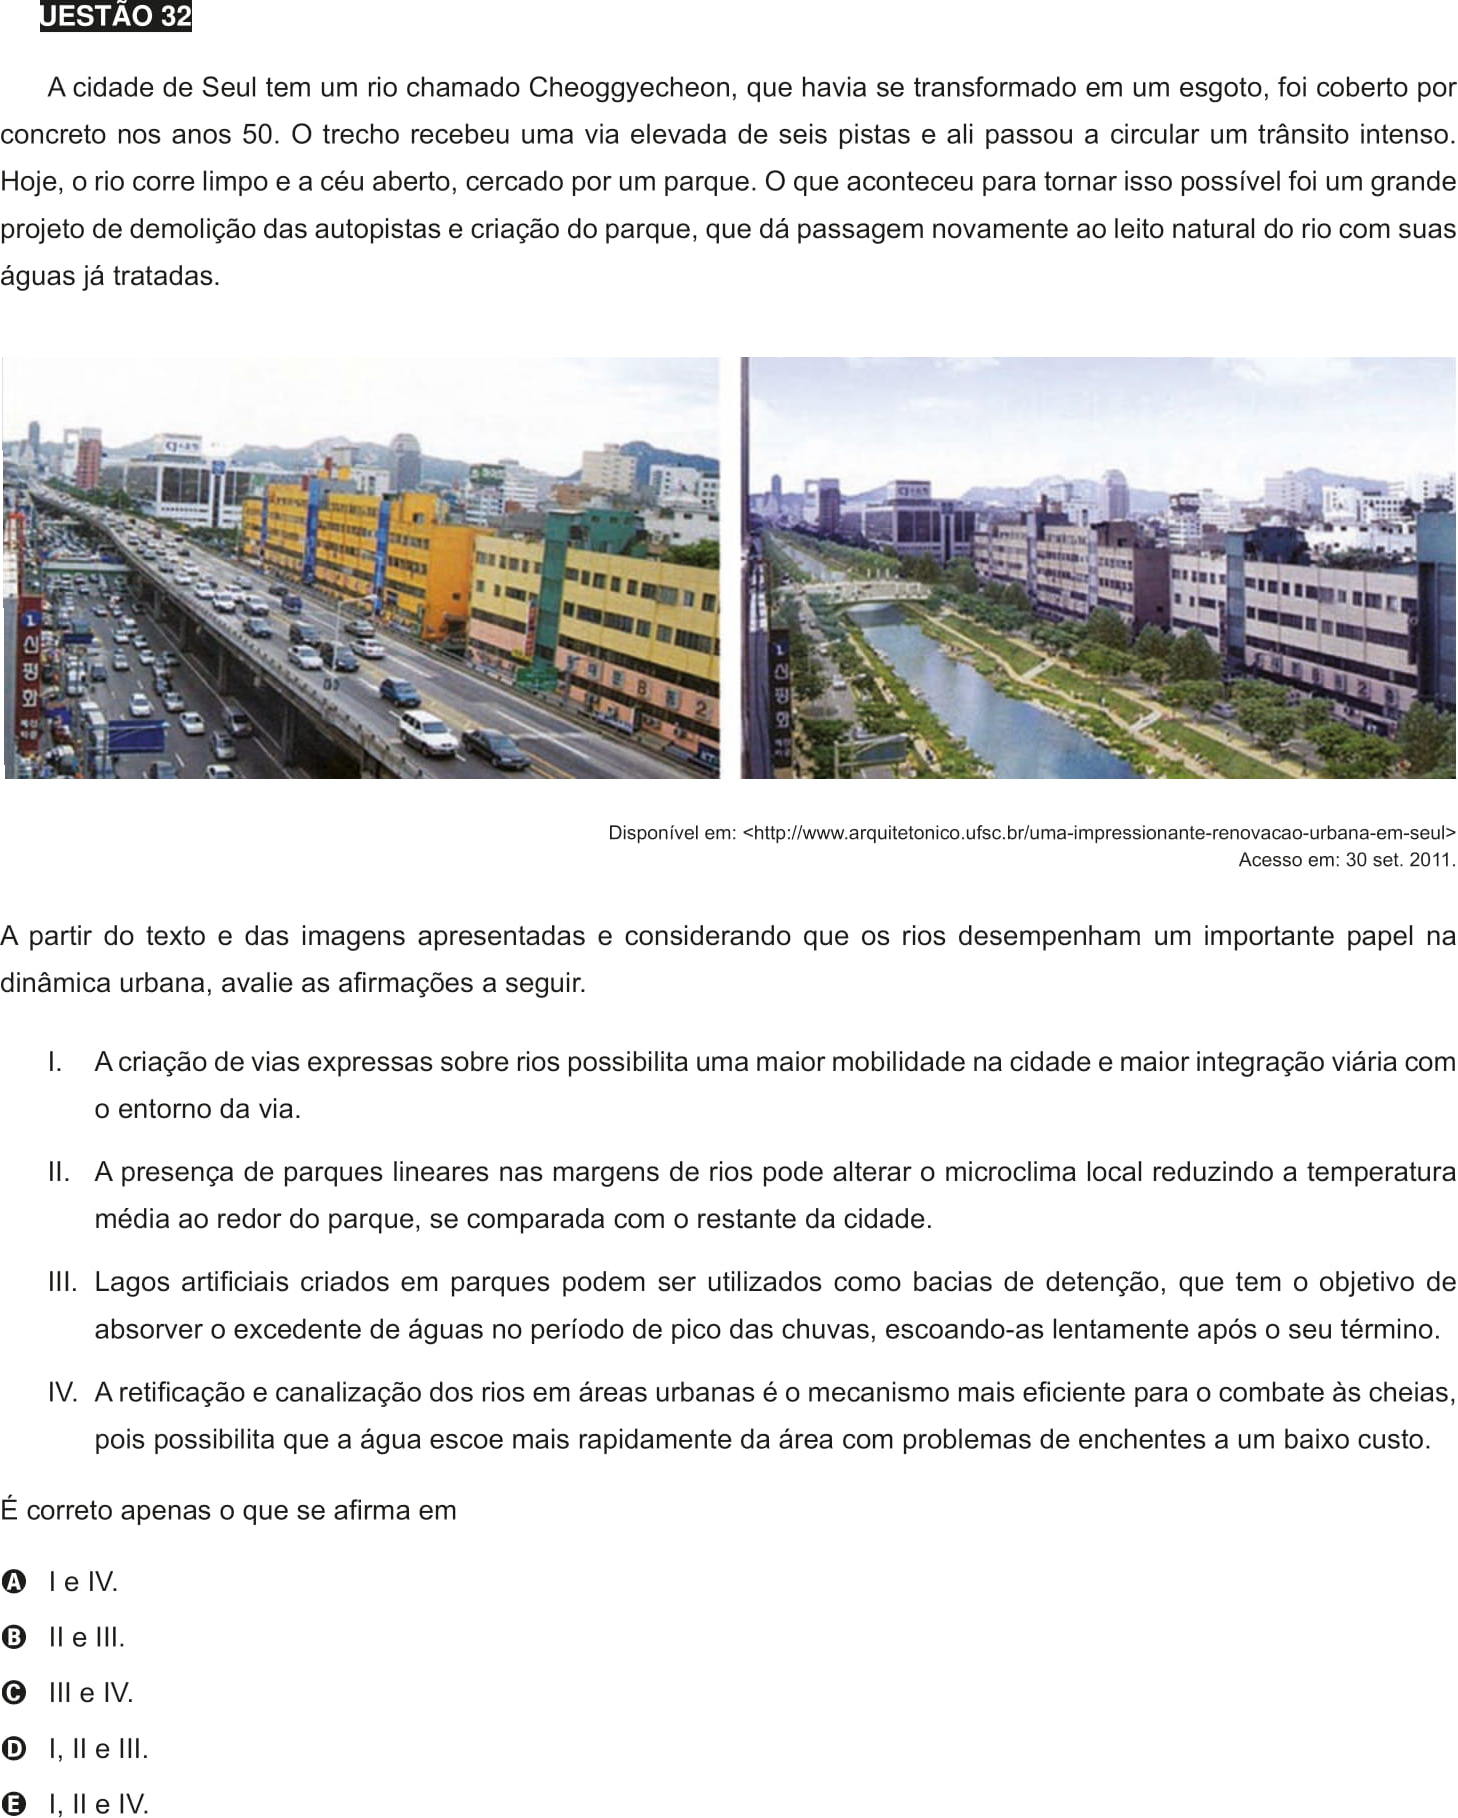 UESTÃO 32
A cidade de Seul tem um rio chamado Cheoggyecheon, que havia se transformado em um esgoto, foi coberto por
concreto nos anos 50. O trecho recebeu uma via elevada de seis pistas e ali passou a circular um trânsito intenso.
Hoje, o rio corre limpo e a céu aberto, cercado por um parque. O que aconteceu para tornar isso possível foi um grande
projeto de demolição das autopistas e criação do parque, que dá passagem novamente ao leito natural do rio com suas
águas já tratadas.
신평화
신평화
Disponível em: <http://www.arquitetonico.ufsc.br/uma-impressionante-renovacao-urbana-em-seul>
Acesso em: 30 set. 2011.
A partir do texto e das imagens apresentadas e considerando que os rios desempenham um importante papel na
dinâmica urbana, avalie as afirmações a seguir.
I. A criação de vias expressas sobre rios possibilita uma maior mobilidade na cidade e maior integração viária com
o entorno da via.
II. A presença de parques lineares nas margens de rios pode alterar o microclima local reduzindo a temperatura
média ao redor do parque, se comparada com o restante da cidade.
III. Lagos artificiais criados em parques podem ser utilizados como bacias de detenção, que tem o objetivo de
absorver o excedente de águas no período de pico das chuvas, escoando-as lentamente após o seu término.
IV. A retificação e canalização dos rios em áreas urbanas é o mecanismo mais eficiente para o combate às cheias,
pois possibilita que a água escoe mais rapidamente da área com problemas de enchentes a um baixo custo.
É correto apenas o que se afirma em
A I e IV.
B II e III.
C III e IV.
D I, II e III.
E I, II e IV.